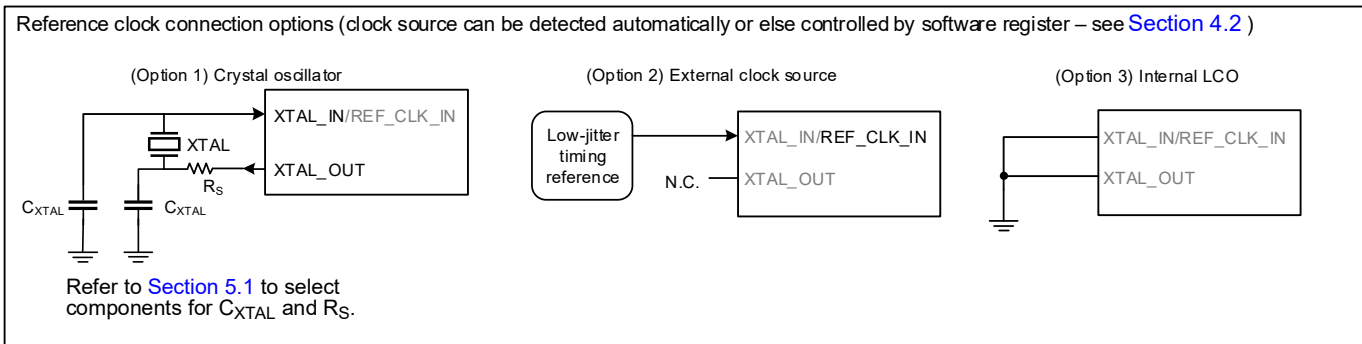 Reference clock connection options (clock source can be detected automatically or else controlled by software register – see Section 4.2 )
(Option 1) Crystal oscillator
XTAL_IN/REF_CLK_IN
XTAL
XTAL_OUT
RS
CXTAL
CXTAL
Refer to Section 5.1 to select
components for CXTAL and RS.
(Option 2) External clock source
Low-jitter
timing
reference
XTAL_IN/REF_CLK_IN
N.C.
XTAL_OUT
(Option 3) Internal LCO
XTAL_IN/REF_CLK_IN
XTAL_OUT